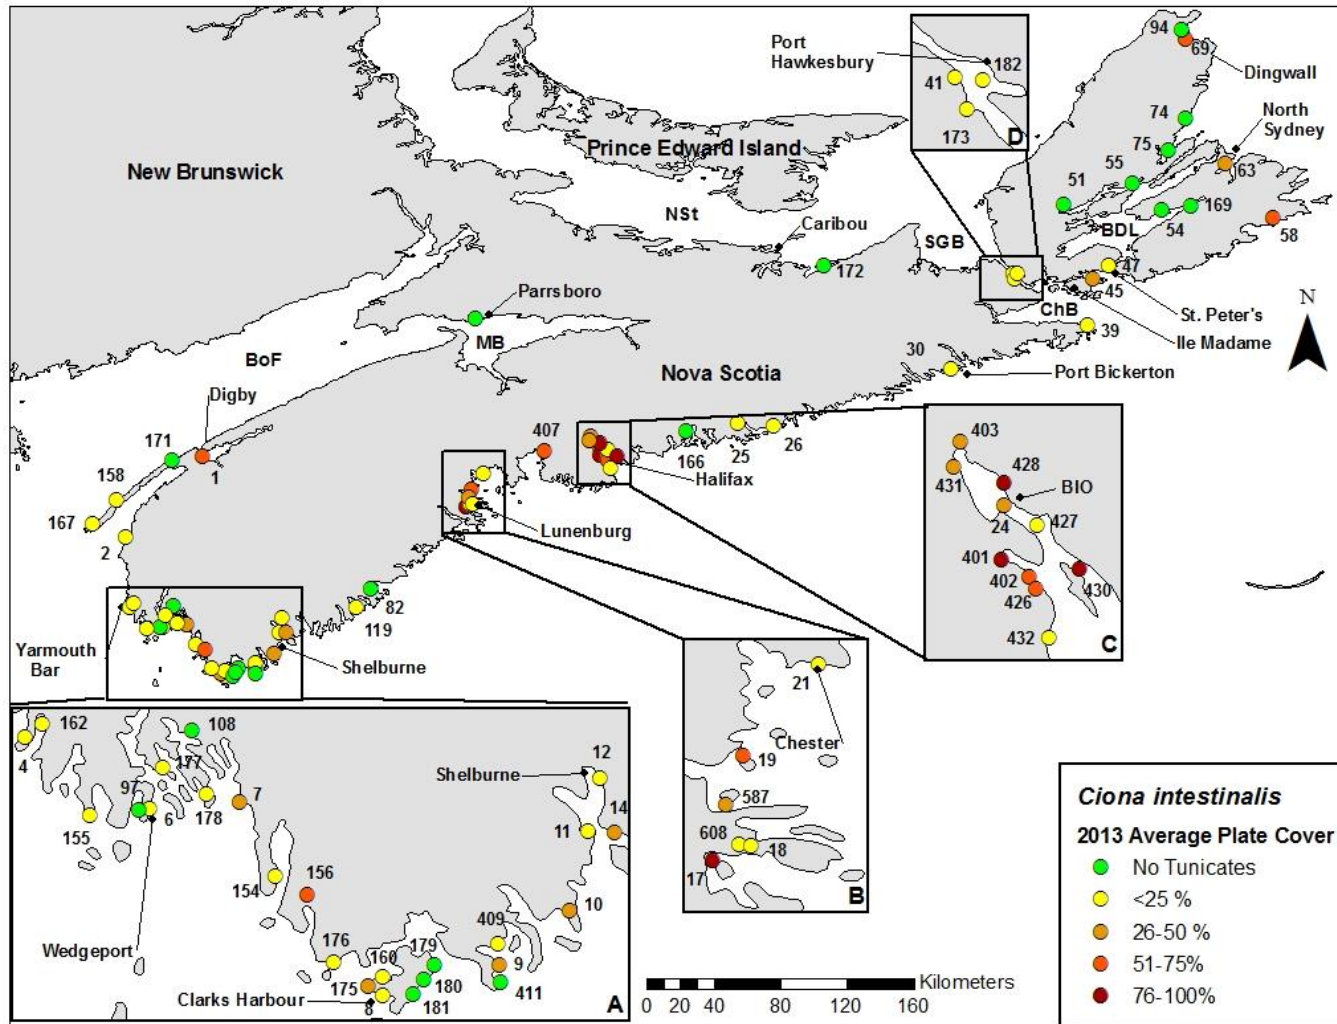 94
69
Dingwall
Port
Hawkesbury
182
41
173
D
74
North
Sydney
75
55
63
51
169
54
BDL
58
New Brunswick
Prince Edward Island
NSt
Caribou
172
SGB
47
45
ChB
St. Peter's
Ile Madame
39
N
Parrsboro
MB
BoF
Nova Scotia
30
Port Bickerton
Digby
171
1
158
167
2
407
166
25
26
Halifax
Lunenburg
82
119
Yarmouth
Bar
Shelburne
403
431
428
BIO
24
427
401
402
426
430
432
C
21
Chester
19
587
608
18
17
B
162
4
108
177
97
6
178
7
155
154
156
Wedgeport
Shelburne
12
14
11
10
409
9
411
176
160
179
175
180
8
181
Clarks Harbour
A
Kilometers
0 20 40 80 120 160
Ciona intestinalis
2013 Average Plate Cover
No Tunicates
<25 %
26-50 %
51-75%
76-100%